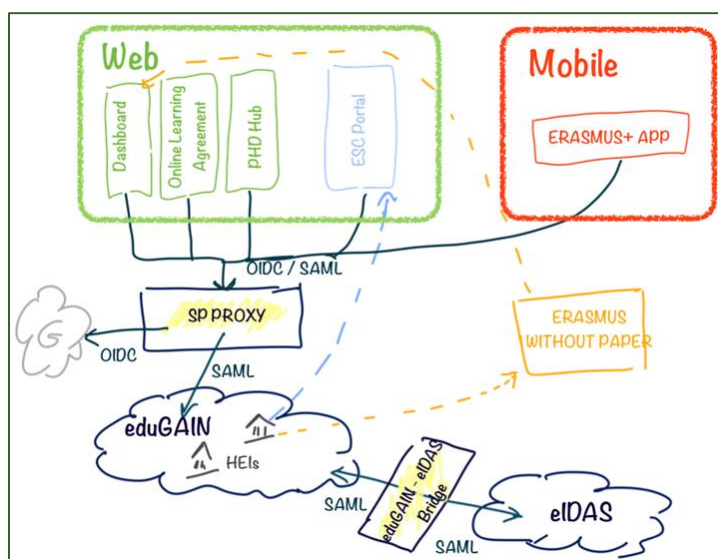 Web
Mobile
Dashboard
Online Learning
Agreement
PHD Hub
ESC Portal
ERASMUS+ APP
OIDC / SAML
SP PROXY
G
OIDC
SAML
ERASMUS
WITHOUT PAPER
eduGAIN
HEIs
SAML
eduGAIN - eIDAS
Bridge
SAML
eIDAS